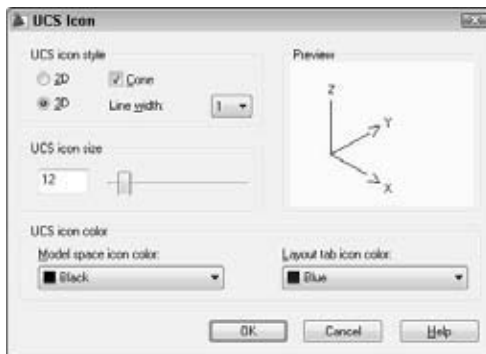 UCS Icon
UCS icon style
2D
Cone
3D
Line width:
1
Preview
Z
Y
X
UCS icon size
12
UCS icon color
Model space icon color:
Black
Layout tab icon color:
Blue
OK
Cancel
Help